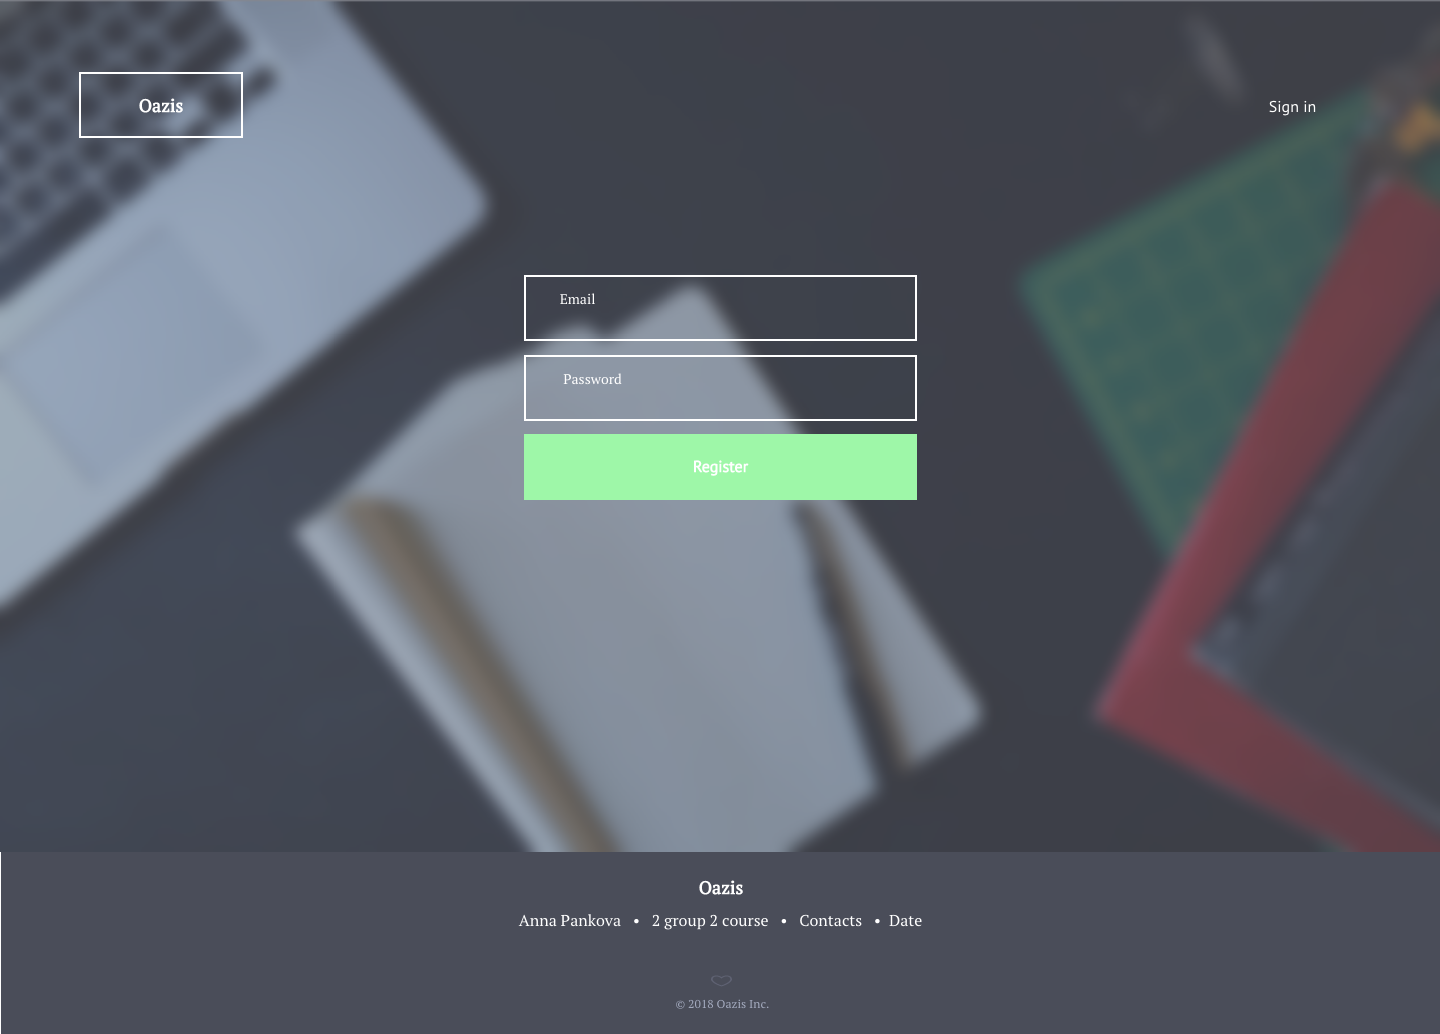 Oazis
Sign in
Email
Password
Register
Oazis
Anna Pankova • 2 group 2 course • Contacts • Date
© 2018 Oazis Inc.